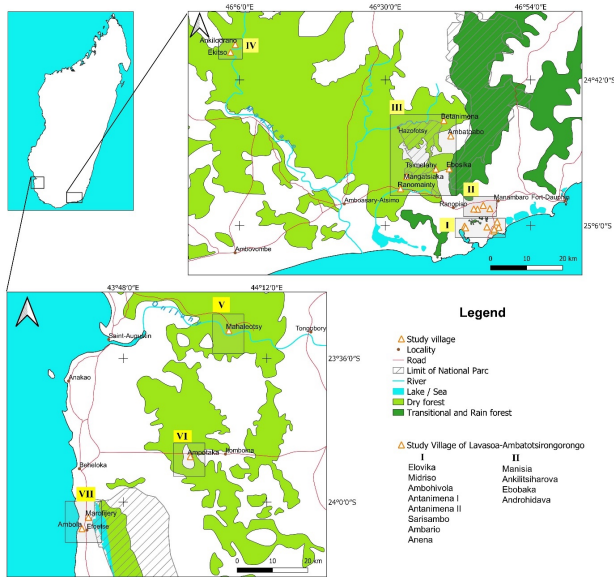 46°6'0"E 46°30'0"E 46°54'0"E
Ankilodrano
IV
Ekitso
24°42'0"S
Mandrare
III
Betanimena
Hazofotsy
Ambatoabo
Tsimelahy
Ebosika
Mangatsiaka
Ranomainty
II
Amboasary-Atsimo
Ranopiso
Manambaro
Fort-Dauphin
I
25°6'0"S
Ambovombe
0 10 20 km
43°48'0"E 44°12'0"E
V
Onilahy
Mahaleotsy
Saint-Augustin
Tongobory
23°36'0"S
Anakao
VI
Ampotaka
Itomboina
Beheloka
VII
24°0'0"S
Marofijery
Ambola
Efoetse
0 10 20 km
Legend
Study village
Locality
Road
Limit of National Parc
River
Lake / Sea
Dry forest
Transitional and Rain forest
Study Village of Lavasoa-Ambatotsirongorongo
I II
Elovika Manisia
Midriso Ankilitsiharova
Ambohivola Ebobaka
Antanimena I Androhidava
Antanimena II
Sarisambo
Ambario
Anena